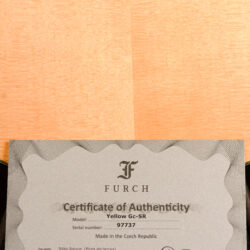 F
FURCH
Certificate of Authenticity
Model: Yellow Gc-SR
Serial number: 97737
Made in the Czech Republic